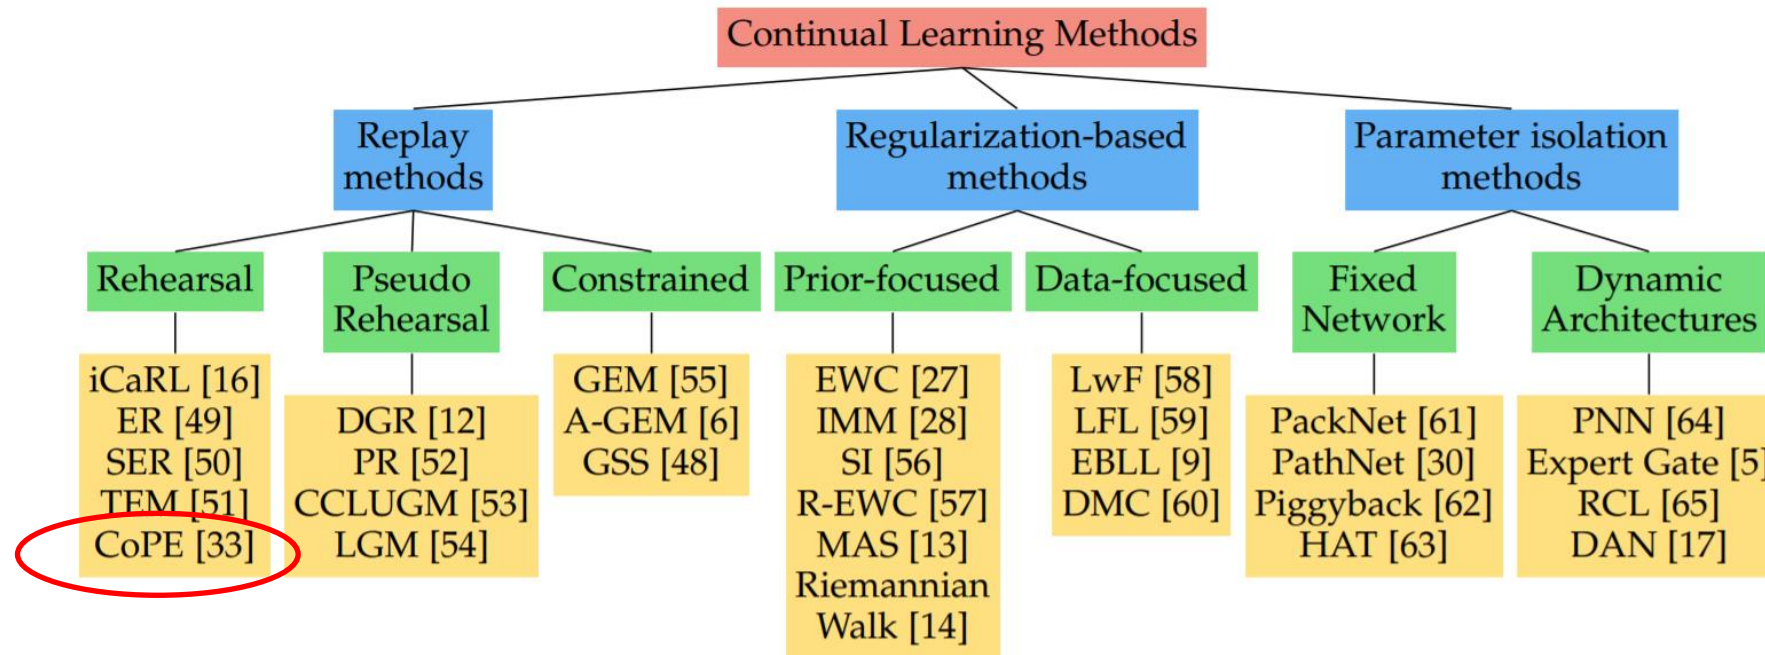 Continual Learning Methods
Replay
methods
Regularization-based
methods
Parameter isolation
methods
Rehearsal
Pseudo
Rehearsal
Constrained
Prior-focused
Data-focused
Fixed
Network
Dynamic
Architectures
iCaRL [16]
ER [49]
SER [50]
TEM [51]
CoPE [33]
DGR [12]
PR [52]
CCLUGM [53]
LGM [54]
GEM [55]
A-GEM [6]
GSS [48]
EWC [27]
IMM [28]
SI [56]
R-EWC [57]
MAS [13]
Riemannian
Walk [14]
LwF [58]
LFL [59]
EBLL [9]
DMC [60]
PackNet [61]
PathNet [30]
Piggyback [62]
HAT [63]
PNN [64]
Expert Gate [5]
RCL [65]
DAN [17]